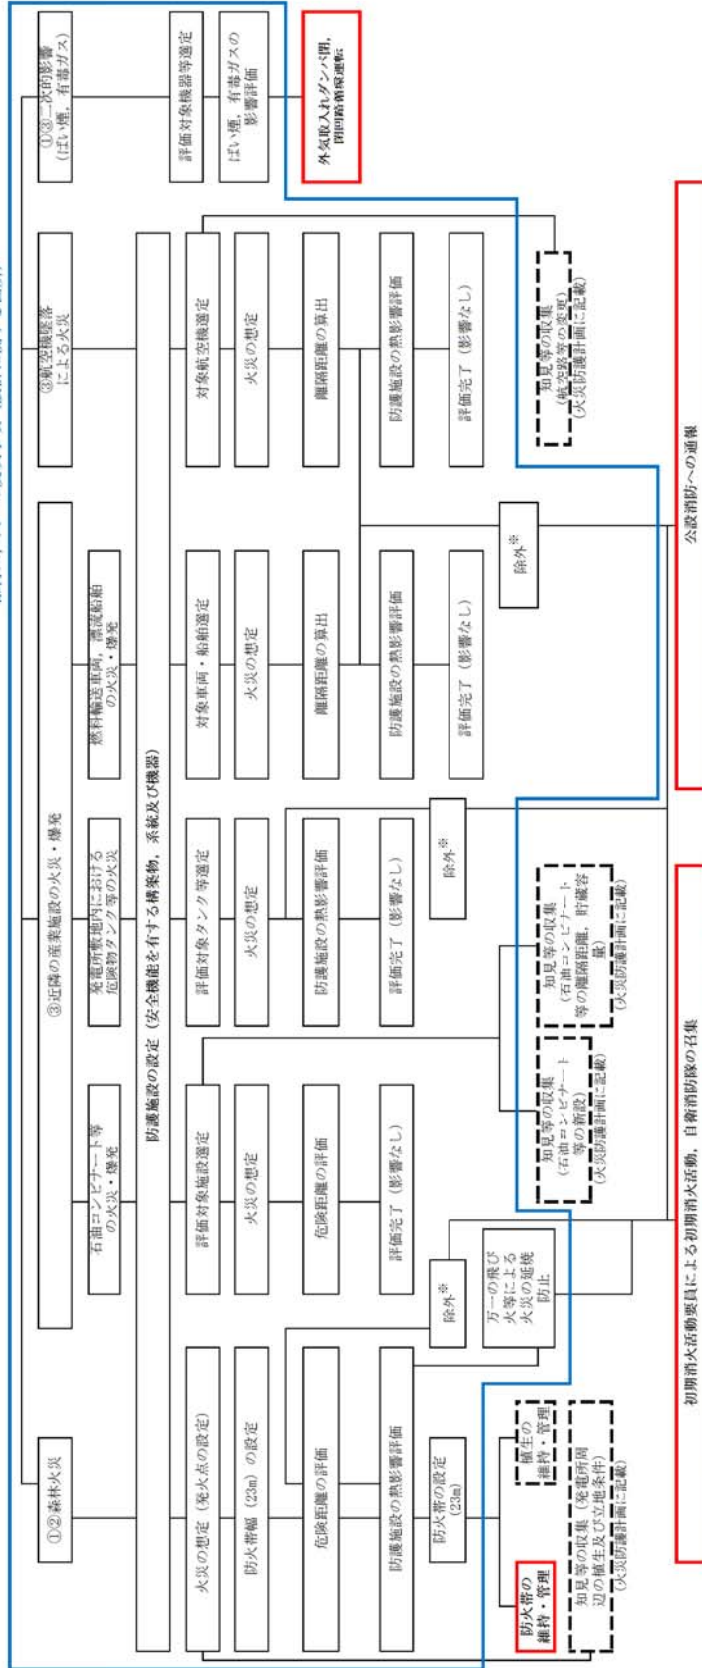 ①②森林火災
③近隣の産業施設の火災・爆発
③航空機墜落
による火災
①③二次的影響
(ばい煙，有毒ガス)
石油コンビナート等
の火災・爆発
発電所敷地内における
危険物タンク等の火災
燃料輸送車両，漂流船舶
の火災・爆発
防護施設の設定（安全機能を有する構築物，系統及び機器）
火災の想定（発火点の設定）
防火帯幅（23m）の設定
危険距離の評価
防護施設の熱影響評価
防火帯の設定
(23m)
防火帯の
維持・管理
植生の
維持・管理
知見等の収集（発電所周
辺の植生及び立地条件）
(火災防護計画に記載)
除外※
万一の飛び
火等による
火災の延焼
防止
評価対象施設選定
火災の想定
危険距離の評価
評価完了（影響なし）
知見等の収集
(石油コンビナート
等の新設)
(火災防護計画に記載)
知見等の収集
(石油コンビナート
等の離隔距離，貯蔵容
量)
(火災防護計画に記載)
評価対象タンク等選定
火災の想定
防護施設の熱影響評価
評価完了（影響なし）
除外※
対象車両・船舶選定
火災の想定
離隔距離の算出
防護施設の熱影響評価
評価完了（影響なし）
除外※
対象航空機選定
火災の想定
離隔距離の算出
防護施設の熱影響評価
評価完了（影響なし）
知見等の収集
(航空路等の変更)
(火災防護計画に記載)
評価対象機器等選定
ばい煙，有毒ガスの
影響評価
外気取入れダンパ閉，
閉回路循環運転
初期消火活動要員による初期消火活動，自衛消防隊の召集
公設消防への通報